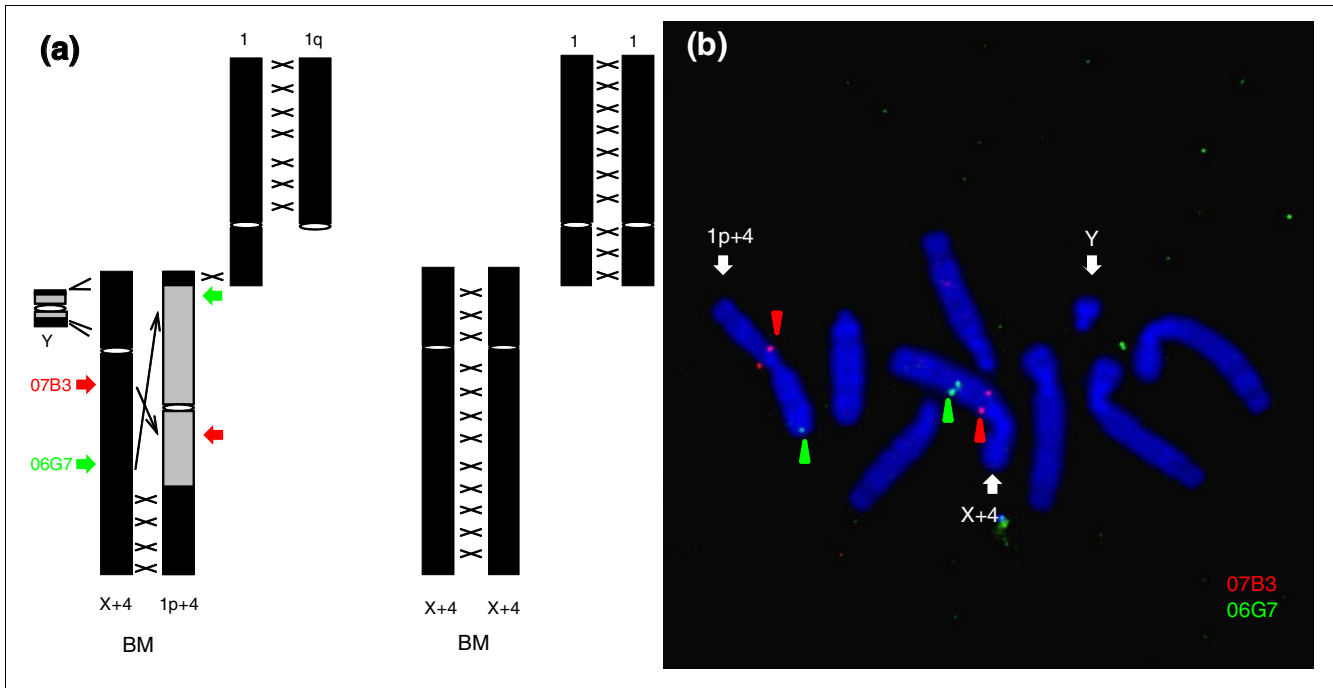 (a)
1 1q
1 1
Y
07B3
06G7
X+4 1p+4
BM
X+4 X+4
BM
(b)
1p+4
Y
X+4
07B3
06G7